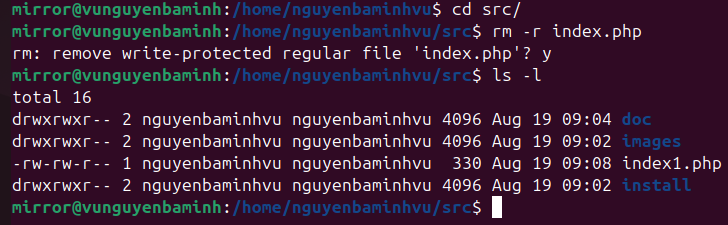 mirror@vunguyenbaminh:/home/nguyenbaminhvu$ cd src/
mirror@vunguyenbaminh:/home/nguyenbaminhvu/src$ rm -r index.php
rm: remove write-protected regular file 'index.php'? y
mirror@vunguyenbaminh:/home/nguyenbaminhvu/src$ ls -l
total 16
drwxrwxr-- 2 nguyenbaminhvu nguyenbaminhvu 4096 Aug 19 09:04 doc
drwxrwxr-- 2 nguyenbaminhvu nguyenbaminhvu 4096 Aug 19 09:02 images
-rw-rw-r-- 1 nguyenbaminhvu nguyenbaminhvu  330 Aug 19 09:08 index1.php
drwxrwxr-- 2 nguyenbaminhvu nguyenbaminhvu 4096 Aug 19 09:02 install
mirror@vunguyenbaminh:/home/nguyenbaminhvu/src$